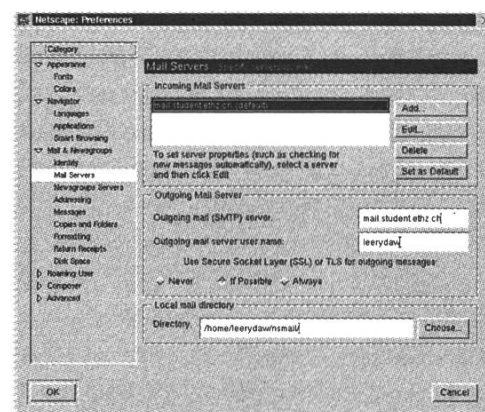 Netscape: Preferences
Category
Appearance
Fonts
Colors
Navigator
Languages
Applications
Smart Browsing
Mail & Newsgroups
Identity
Mail Servers
Newsgroups Servers
Addressing
Messages
Copies and Folders
Formatting
Return Receipts
Disk Space
Roaming User
Composer
Advanced
Mail Servers
Incoming Mail Servers
mail.student.ethz.ch (default)
Add...
Edit...
Delete
Set as Default
To set server properties (such as checking for
new messages automatically), select a server
and then click Edit
Outgoing Mail Server
Outgoing mail (SMTP) server: mail.student.ethz.ch
Outgoing mail server user name: leerydaw
Use Secure Socket Layer (SSL) or TLS for outgoing messages:
Never If Possible Always
Local mail directory
Directory: /home/leerydaw/nsmail/ Choose...
OK Cancel